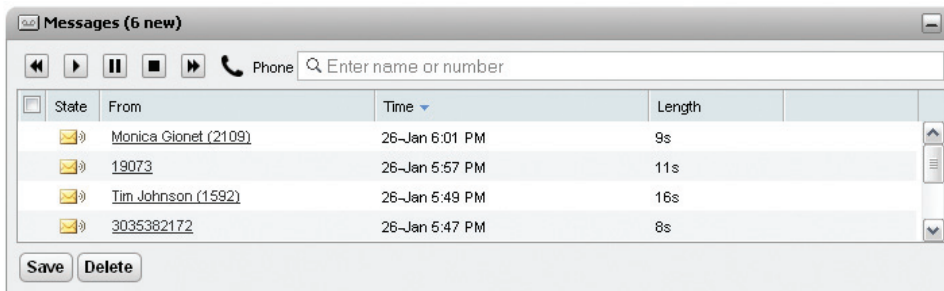 Messages (6 new)
Phone Enter name or number
State From Time Length
Monica Gionet (2109) 26-Jan 6:01 PM 9s
19073 26-Jan 5:57 PM 11s
Tim Johnson (1592) 26-Jan 5:49 PM 16s
3035382172 26-Jan 5:47 PM 8s
Save Delete